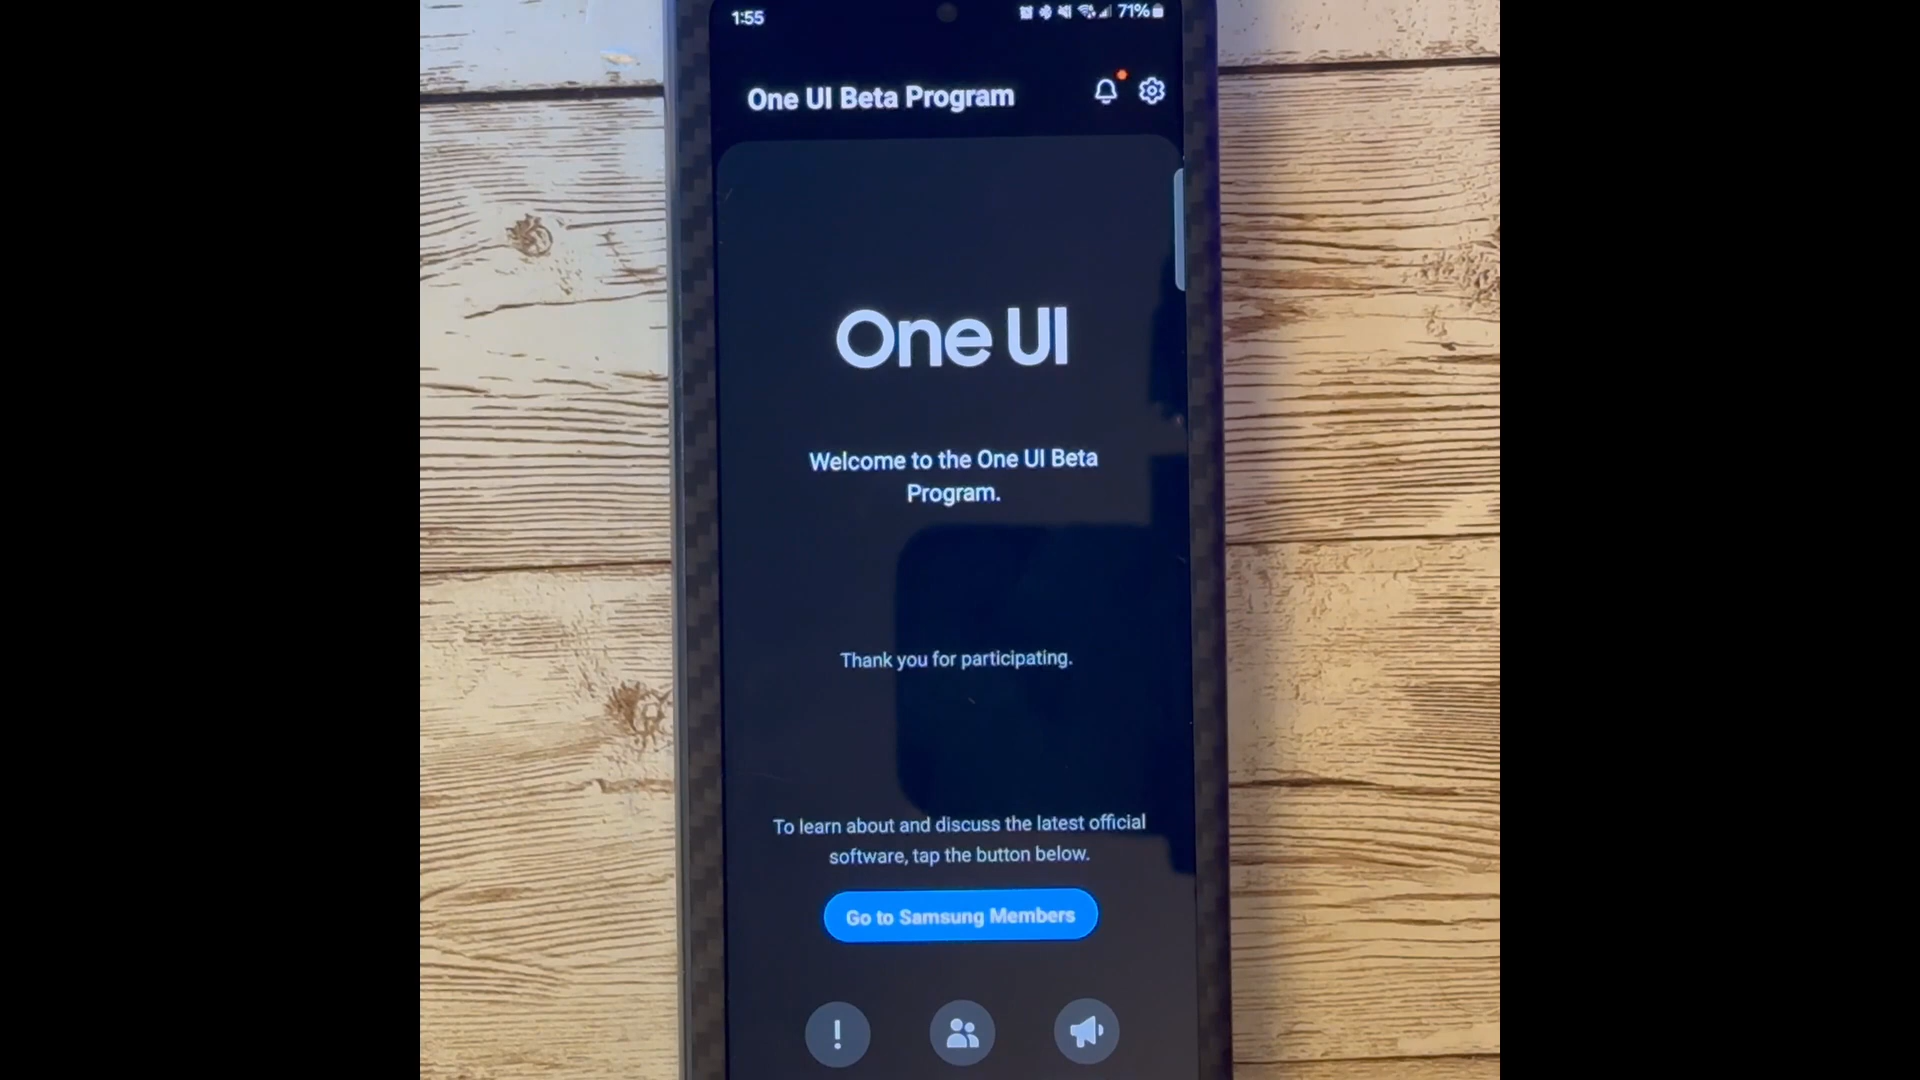 1:55
71%
One UI Beta Program
One UI
Welcome to the One UI Beta
Program.
Thank you for participating.
To learn about and discuss the latest official
software, tap the button below.
Go to Samsung Members